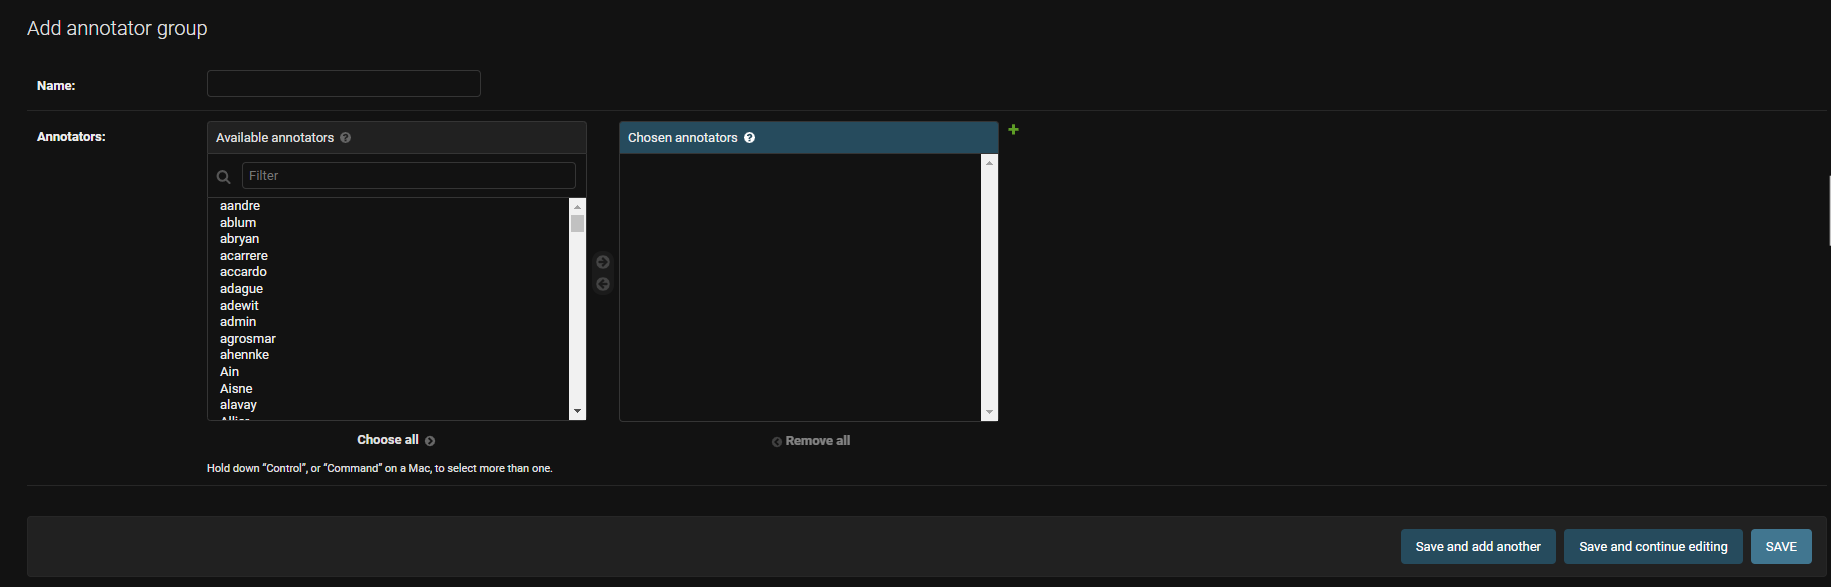 Add annotator group
Name:
Annotators:
Available annotators
Filter
aandre
ablum
abryan
acarrere
accardo
adague
adewit
admin
agrosmar
ahennke
Ain
Aisne
alavay
Choose all
Hold down “Control”, or “Command” on a Mac, to select more than one.
Chosen annotators
Remove all
Save and add another
Save and continue editing
SAVE